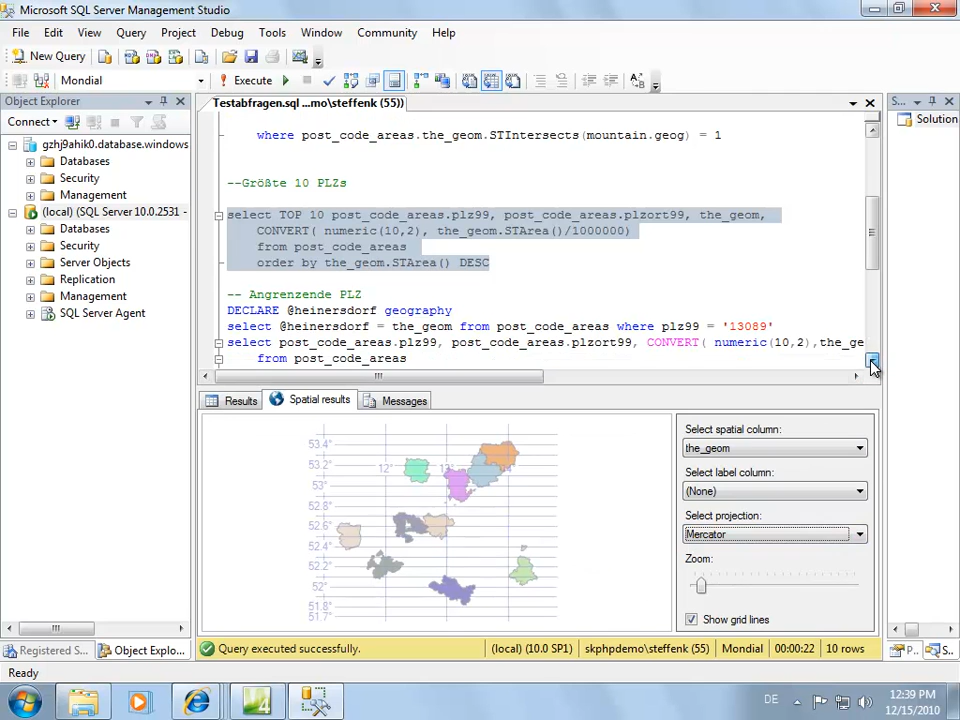 Microsoft SQL Server Management Studio
File Edit View Query Project Debug Tools Window Community Help
New Query
Mondial Execute
Object Explorer
Connect
gzhj9ahik0.database.windows
Databases
Security
Management
(local) (SQL Server 10.0.2531 -
Databases
Security
Server Objects
Replication
Management
SQL Server Agent
Registered S... Object Explo...
Testabfragen.sql ...mo\steffenk (55))
where post_code_areas.the_geom.STIntersects(mountain.geog) = 1
--Größte 10 PLZs
select TOP 10 post_code_areas.plz99, post_code_areas.plzort99, the_geom,
CONVERT( numeric(10,2), the_geom.STArea()/1000000)
from post_code_areas
order by the_geom.STArea() DESC
-- Angrenzende PLZ
DECLARE @heinersdorf geography
select @heinersdorf = the_geom from post_code_areas where plz99 = '13089'
select post_code_areas.plz99, post_code_areas.plzort99, CONVERT( numeric(10,2),the_ge
from post_code_areas
Results Spatial results Messages
53.4°
53.2°
53°
52.8°
52.6°
52.4°
52.2°
52°
51.8°
51.7°
12° 13° 14°
Select spatial column:
the_geom
Select label column:
(None)
Select projection:
Mercator
Zoom:
Show grid lines
Query executed successfully. (local) (10.0 SP1) skphpdemo\steffenk (55) Mondial 00:00:22 10 rows
S...
Solution
P... S...
Ready
DE
12:39 PM
12/15/2010